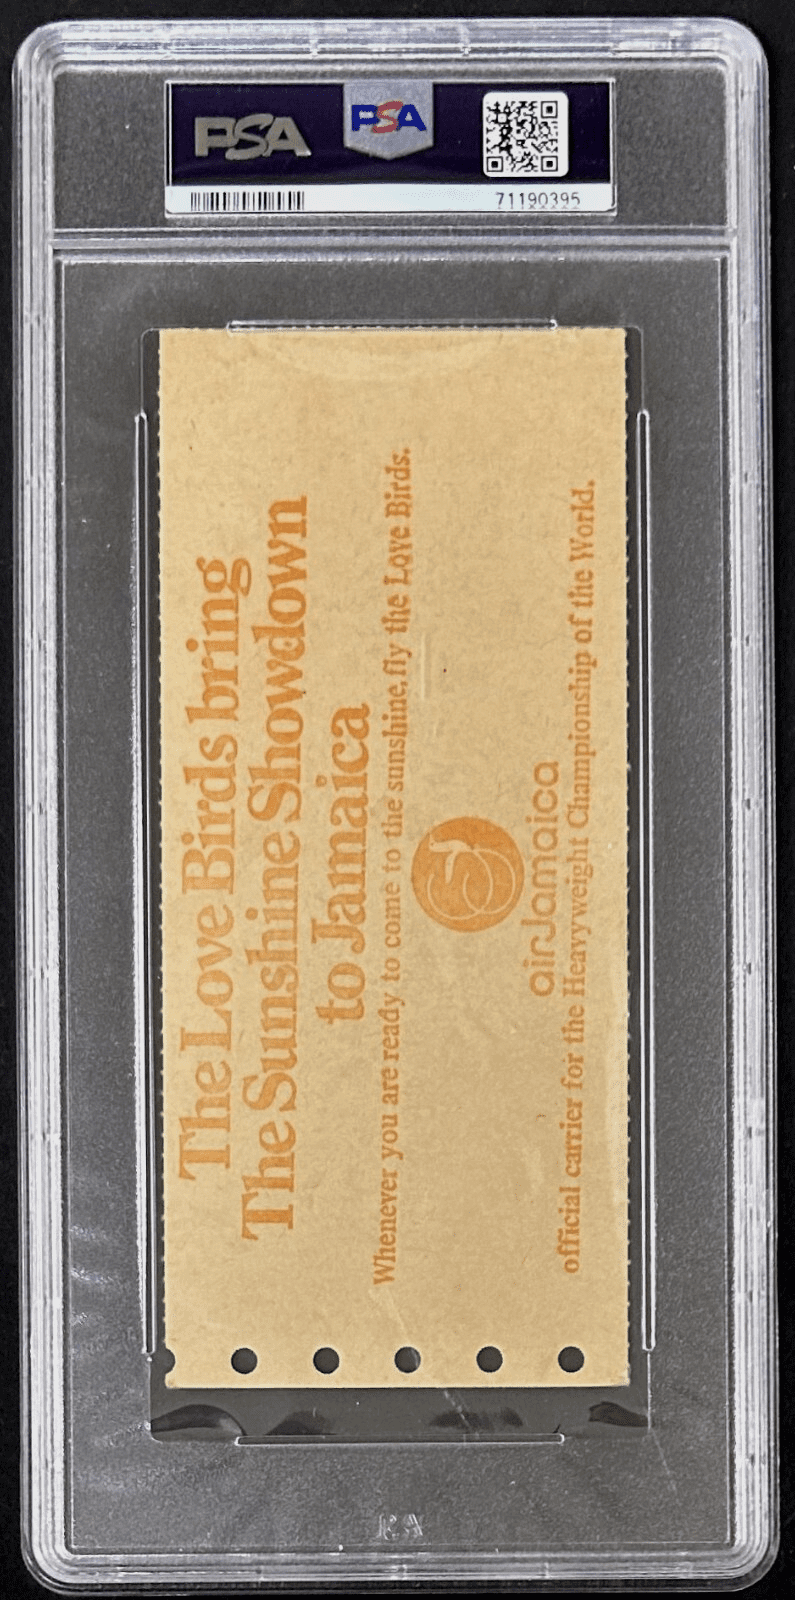 PSA
PSA
71190395
The Love Birds bring
The Sunshine Showdown
to Jamaica
Whenever you are ready to come to the sunshine, fly the Love Birds.
airJamaica
official carrier for the Heavyweight Championship of the World.